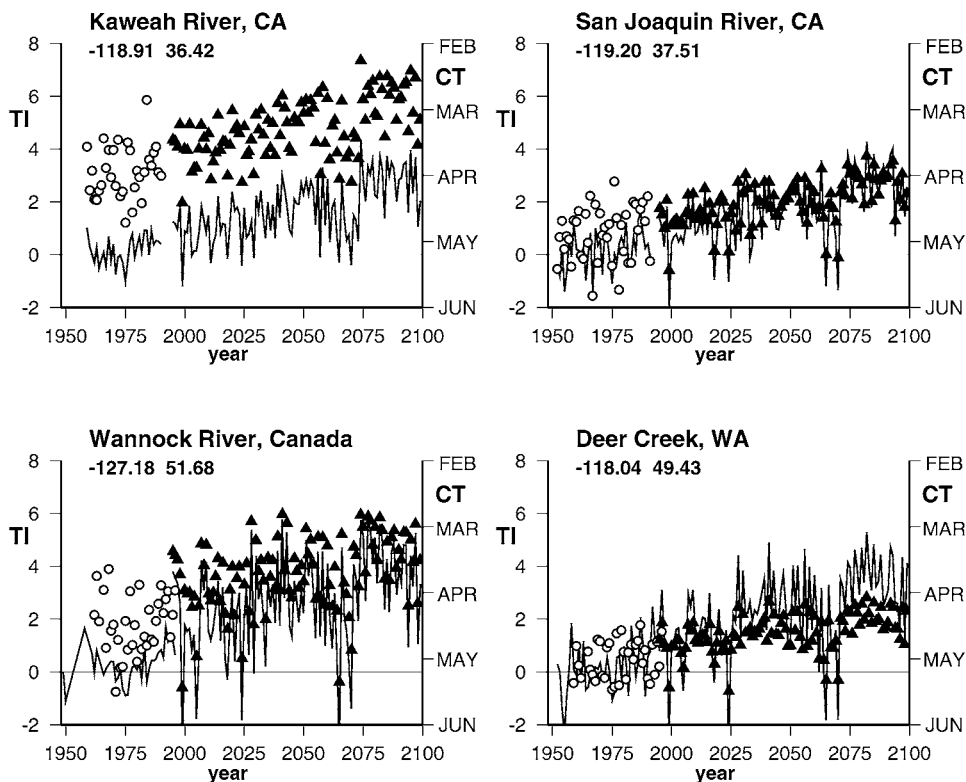 Kaweah River, CA
-118.91 36.42
8
6
4
2
0
-2
TI
FEB
CT
MAR
APR
MAY
JUN
1950 1975 2000 2025 2050 2075 2100
year
San Joaquin River, CA
-119.20 37.51
8
6
4
2
0
-2
TI
FEB
CT
MAR
APR
MAY
JUN
1950 1975 2000 2025 2050 2075 2100
year
Wannock River, Canada
-127.18 51.68
8
6
4
2
0
-2
TI
FEB
CT
MAR
APR
MAY
JUN
1950 1975 2000 2025 2050 2075 2100
year
Deer Creek, WA
-118.04 49.43
8
6
4
2
0
-2
TI
FEB
CT
MAR
APR
MAY
JUN
1950 1975 2000 2025 2050 2075 2100
year